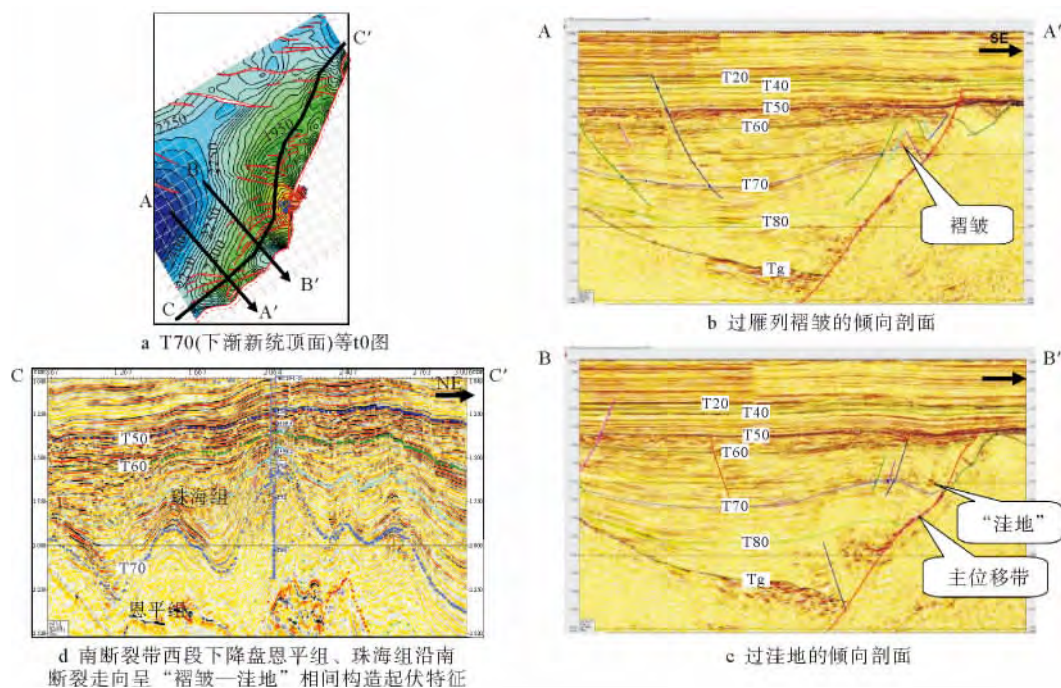 C'
2250
1950
1750
B
A
B'
C
A'
a T70(下渐新统顶面)等t0图
A
A'
SE
T20
T40
T50
T60
T70
T80
Tg
褶皱
b 过雁列褶皱的倾向剖面
B
B'
T20
T40
T50
T60
T70
T80
Tg
“洼地”
主位移带
c 过洼地的倾向剖面
C
C'
NE
T50
T60
珠海组
T70
恩平组
d 南断裂带西段下降盘恩平组、珠海组沿南
断裂走向呈“褶皱—洼地”相间构造起伏特征